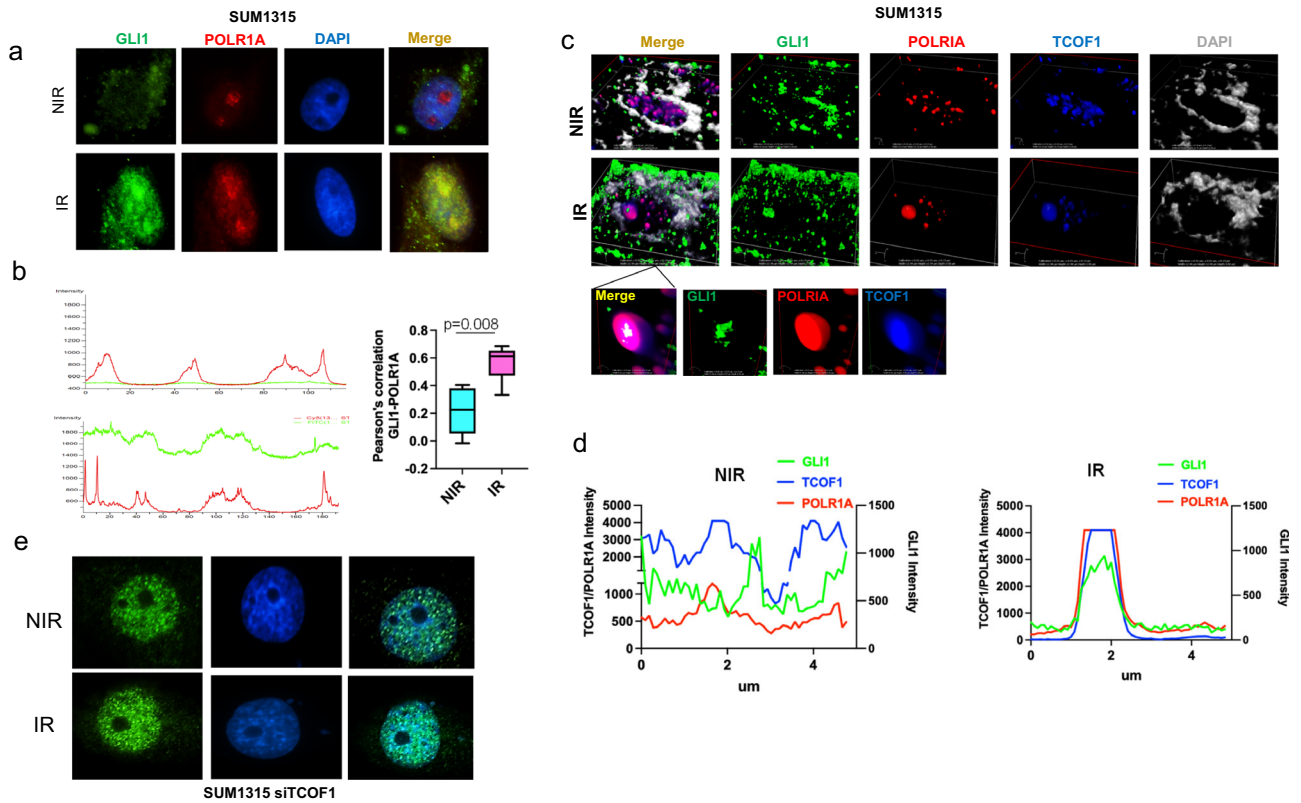 SUM1315
a
GLI1 POLR1A DAPI Merge
NIR
IR
b
Intensity
1800
1600
1400
1200
1000
800
600
400
0 20 40 60 80 100
Intensity
1800
1600
1400
1200
1000
800
600
0 10 20 30 40 50 60 70 80 90 100 120 140 160 180
p=0.008
Pearson's correlation
GLI1-POLR1A
0.8
0.6
0.4
0.2
0.0
-0.2
NIR IR
SUM1315
c
Merge GLI1 POLRIA TCOF1 DAPI
NIR
IR
Merge GLI1 POLRIA TCOF1
d
NIR
GLI1
TCOF1
POLR1A
TCOF1/POLR1A Intensity
5000
4000
3000
2000
1000
500
0
GLI1 Intensity
1500
1000
500
0
0 2 4
um
IR
GLI1
TCOF1
POLR1A
TCOF1/POLR1A Intensity
5000
4000
3000
2000
1000
0
GLI1 Intensity
1500
1000
500
0
0 2 4
um
e
NIR
IR
SUM1315 siTCOF1